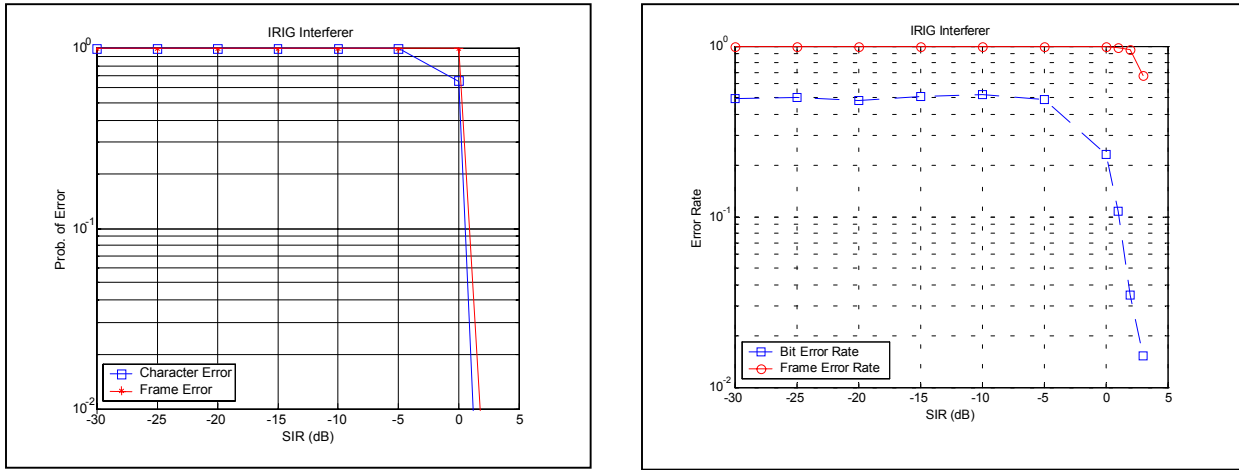 IRIG Interferer
10^0
10^-1
10^-2
Prob. of Error
-30 -25 -20 -15 -10 -5 0 5
SIR (dB)
Character Error
Frame Error
IRIG Interferer
10^0
10^-1
10^-2
Error Rate
-30 -25 -20 -15 -10 -5 0 5
SIR (dB)
Bit Error Rate
Frame Error Rate